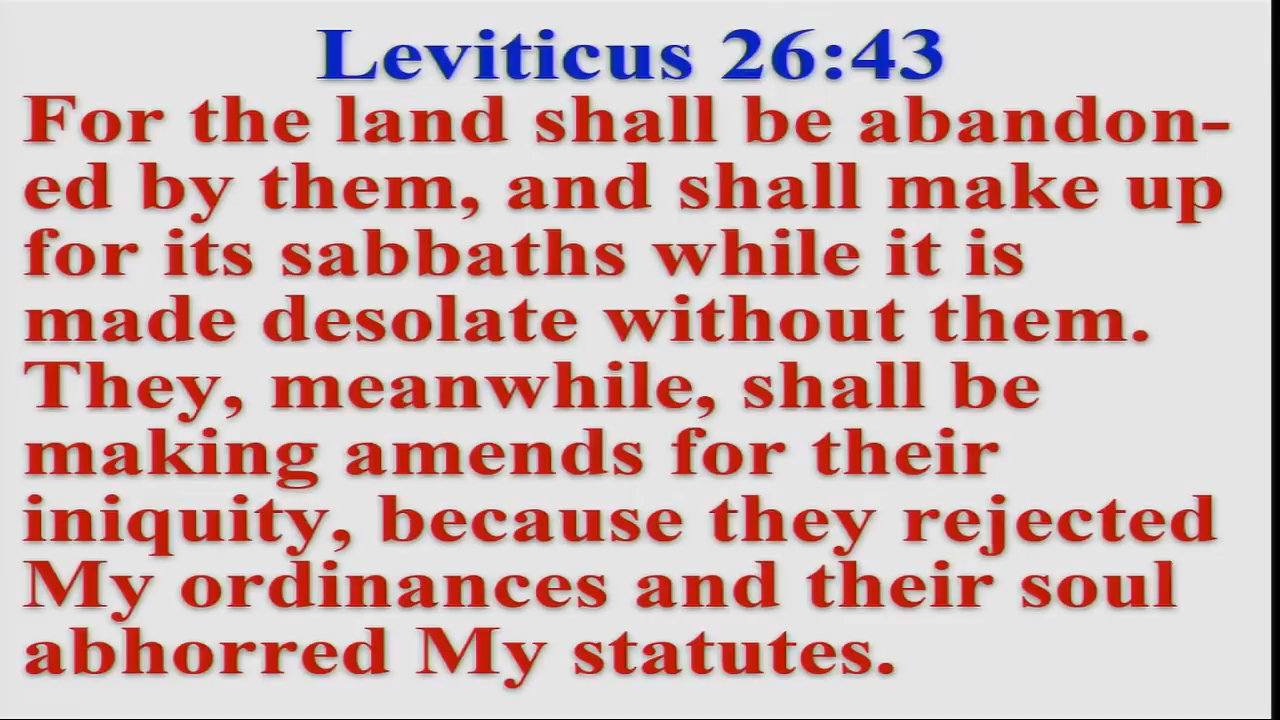 Leviticus 26:43
For the land shall be abandon-
ed by them, and shall make up
for its sabbaths while it is
made desolate without them.
They, meanwhile, shall be
making amends for their
iniquity, because they rejected
My ordinances and their soul
abhorred My statutes.